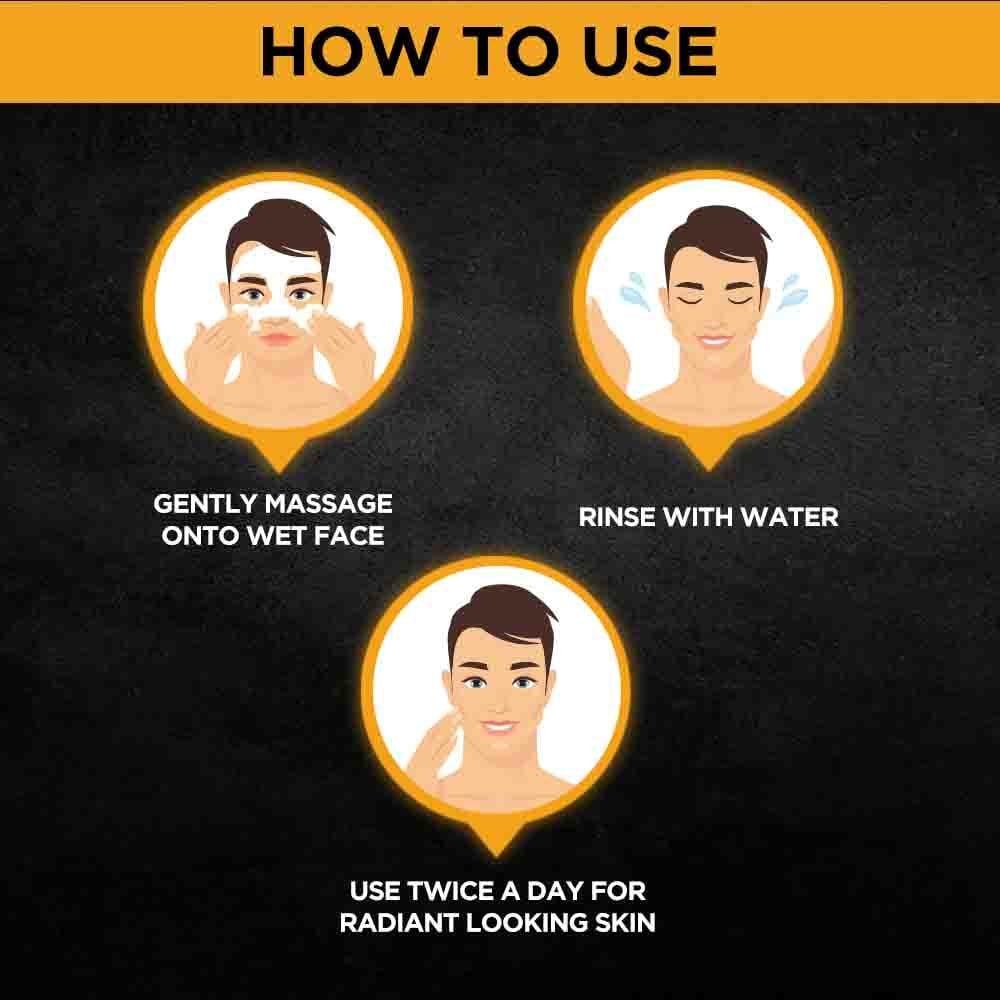 HOW TO USE
GENTLY MASSAGE
ONTO WET FACE
RINSE WITH WATER
USE TWICE A DAY FOR
RADIANT LOOKING SKIN